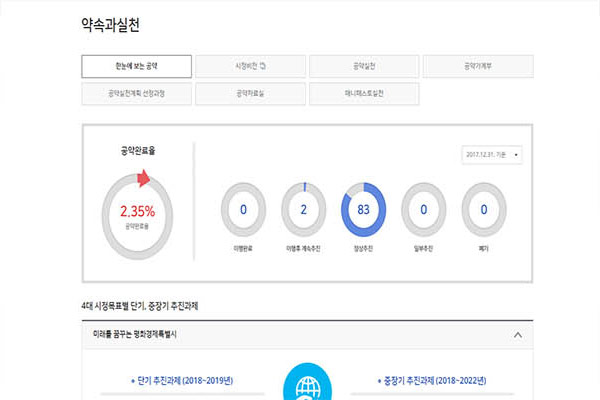 약속과실천
한눈에 보는 공약
시정비전
공약실천
공약가계부
공약실천계획 선정과정
공약자료실
매니페스토실천
공약완료율
2017.12.31. 기준
2.35%
공약완료율
0
2
83
0
0
이행완료
이행후 계속추진
정상추진
일부추진
폐기
4대 시정목표별 단기, 중장기 추진과제
미래를 꿈꾸는 평화경제특별시
단기 추진과제 (2018~2019년)
중장기 추진과제 (2018~2022년)